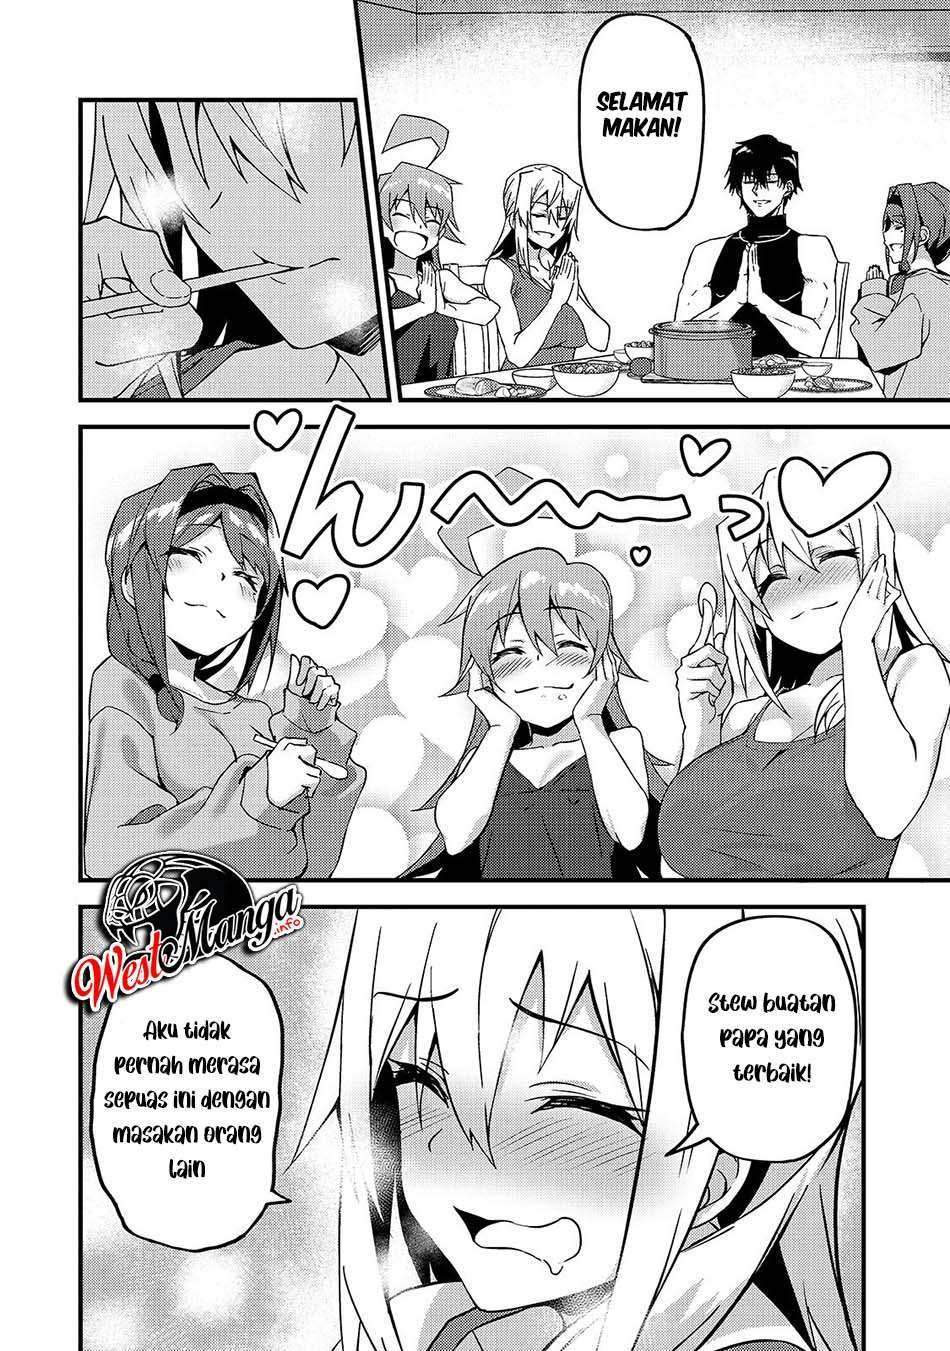 SELAMAT
MAKAN!
ん～っ
Stew buatan
papa yang
terbaik!
Aku tidak
pernah merasa
sepuas ini dengan
masakan orang
lain
WestManga
.info